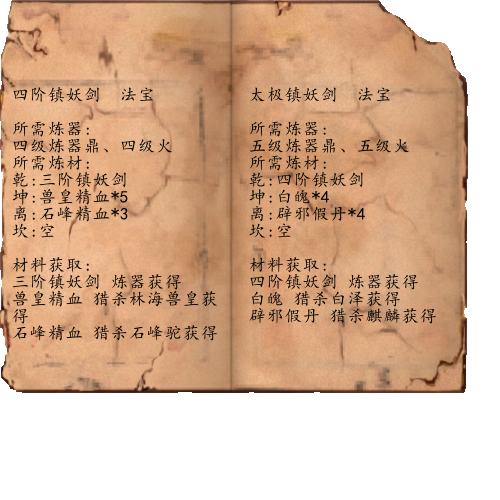 四阶镇妖剑 法宝
所需炼器:
四级炼器鼎、四级火
所需炼材:
乾:三阶镇妖剑
坤:兽皇精血*5
离:石峰精血*3
坎:空
材料获取:
三阶镇妖剑 炼器获得
兽皇精血 猎杀林海兽皇获
得
石峰精血 猎杀石峰驼获得
太极镇妖剑 法宝
所需炼器:
五级炼器鼎、五级火
所需炼材:
乾:四阶镇妖剑
坤:白魄*4
离:辟邪假丹*4
坎:空
材料获取:
四阶镇妖剑 炼器获得
白魄 猎杀白泽获得
辟邪假丹 猎杀麒麟获得